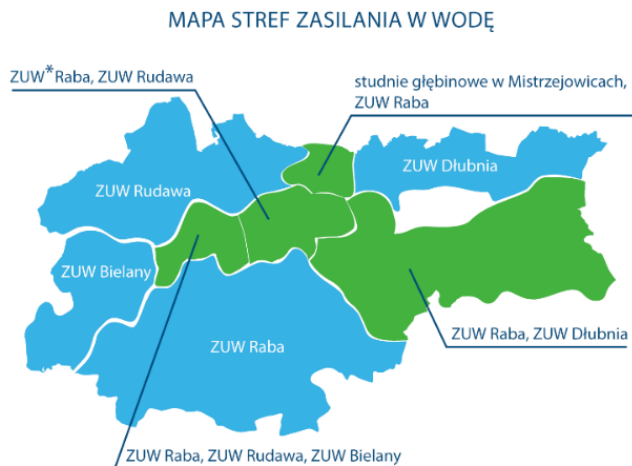 MAPA STREF ZASILANIA W WODĘ
ZUW*Raba, ZUW Rudawa
studnie głębinowe w Mistrzejowicach,
ZUW Raba
ZUW Dłubnia
ZUW Rudawa
ZUW Bielany
ZUW Raba
ZUW Raba, ZUW Dłubnia
ZUW Raba, ZUW Rudawa, ZUW Bielany